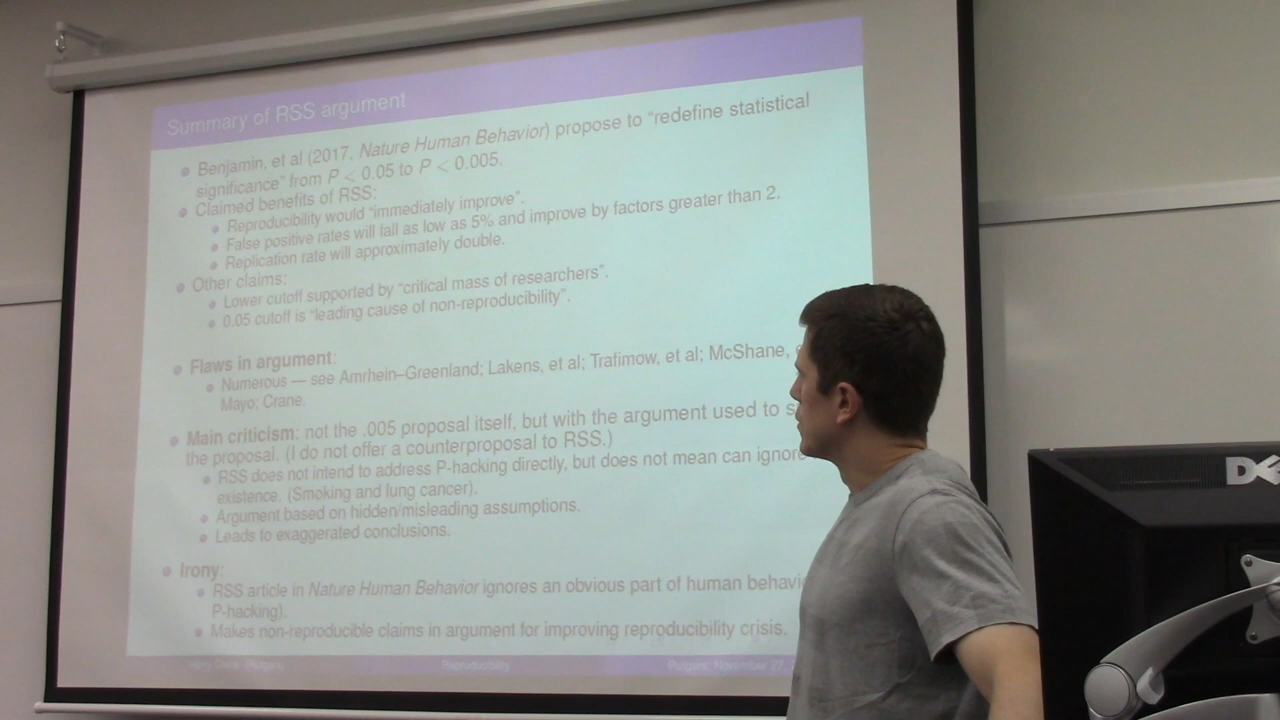 Summary of RSS argument
Benjamin, et al (2017, Nature Human Behavior) propose to “redefine statistical
significance” from P < 0.05 to P < 0.005.
Claimed benefits of RSS:
Reproducibility would “immediately improve”.
False positive rates will fall as low as 5% and improve by factors greater than 2.
Replication rate will approximately double.
Other claims:
Lower cutoff supported by “critical mass of researchers”.
0.05 cutoff is “leading cause of non-reproducibility”.
Flaws in argument:
Numerous — see Amrhein–Greenland; Lakens, et al; Trafimow, et al; McShane,
Mayo; Crane.
Main criticism: not the .005 proposal itself, but with the argument used to
the proposal. (I do not offer a counterproposal to RSS.)
RSS does not intend to address P-hacking directly, but does not mean can ignore
existence. (Smoking and lung cancer).
Argument based on hidden/misleading assumptions.
Leads to exaggerated conclusions.
Irony:
RSS article in Nature Human Behavior ignores an obvious part of human
P-hacking).
Makes non-reproducible claims in argument for improving reproducibility crisis.
Harry Crane (Rutgers) Reproducibility Rutgers: November 27,